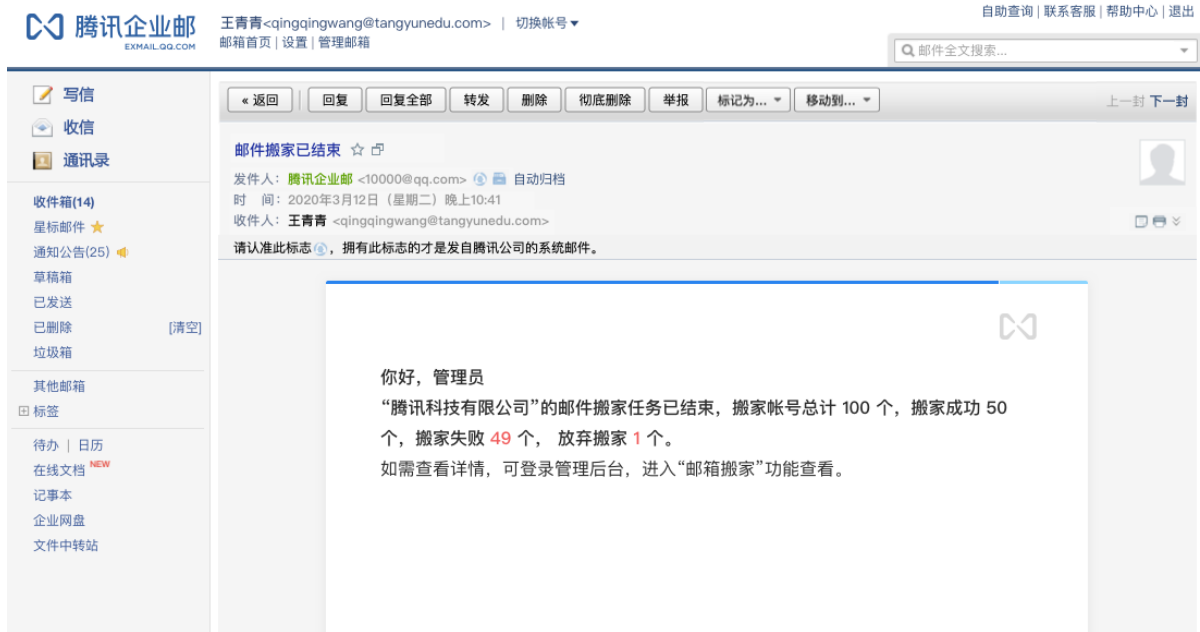 腾讯企业邮
EXMAIL.QQ.COM
王青青<qingqingwang@tangyunedu.com> | 切换帐号
邮箱首页 | 设置 | 管理邮箱
自助查询 | 联系客服 | 帮助中心 | 退出
邮件全文搜索...
写信
收信
通讯录
收件箱(14)
星标邮件
通知公告(25)
草稿箱
已发送
已删除 [清空]
垃圾箱
其他邮箱
标签
待办 | 日历
在线文档 NEW
记事本
企业网盘
文件中转站
« 返回 回复 回复全部 转发 删除 彻底删除 举报 标记为... 移动到... 上一封 下一封
邮件搬家已结束
发件人：腾讯企业邮 <10000@qq.com> 自动归档
时 间：2020年3月12日（星期二）晚上10:41
收件人：王青青 <qingqingwang@tangyunedu.com>
请认准此标志，拥有此标志的才是发自腾讯公司的系统邮件。
你好，管理员
“腾讯科技有限公司”的邮件搬家任务已结束，搬家帐号总计 100 个，搬家成功 50
个，搬家失败 49 个， 放弃搬家 1 个。
如需查看详情，可登录管理后台，进入“邮箱搬家”功能查看。